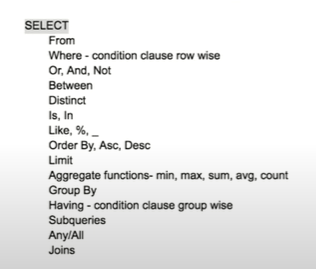 SELECT
From
Where - condition clause row wise
Or, And, Not
Between
Distinct
Is, In
Like, %, _
Order By, Asc, Desc
Limit
Aggregate functions- min, max, sum, avg, count
Group By
Having - condition clause group wise
Subqueries
Any/All
Joins